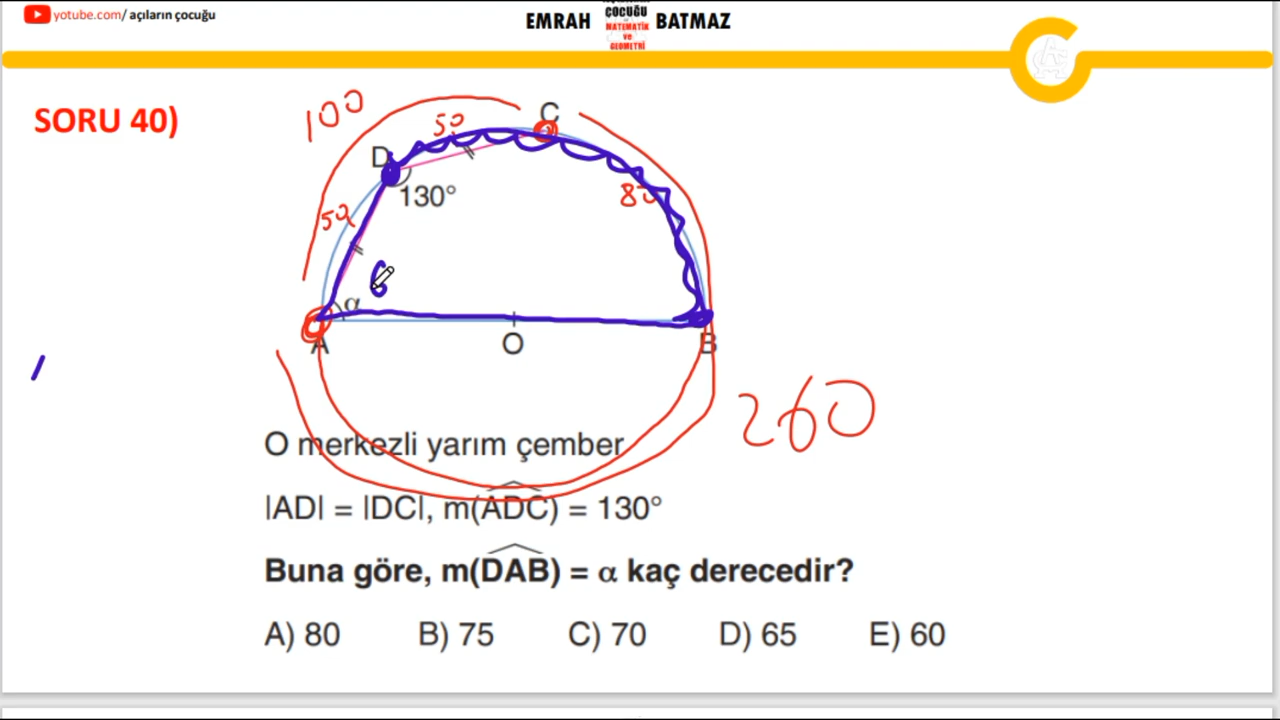 yotube.com/ açıların çocuğu
EMRAH
ÇOCUĞU
MATEMATİK
ve
GEOMETRİ
BATMAZ
SORU 40)
100
50
C
D
130°
80
50
6
α
A
O
B
260
O merkezli yarım çember
|AD| = |DC|, m(ADC) = 130°
Buna göre, m(DAB) = α kaç derecedir?
A) 80 B) 75 C) 70 D) 65 E) 60